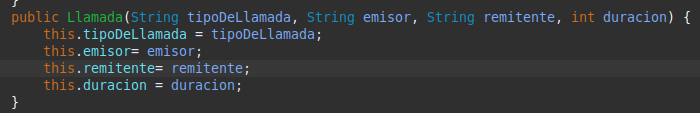 }
public Llamada(String tipoDeLlamada, String emisor, String remitente, int duracion) {
    this.tipoDeLlamada = tipoDeLlamada;
    this.emisor= emisor;
    this.remitente= remitente;
    this.duracion = duracion;
}